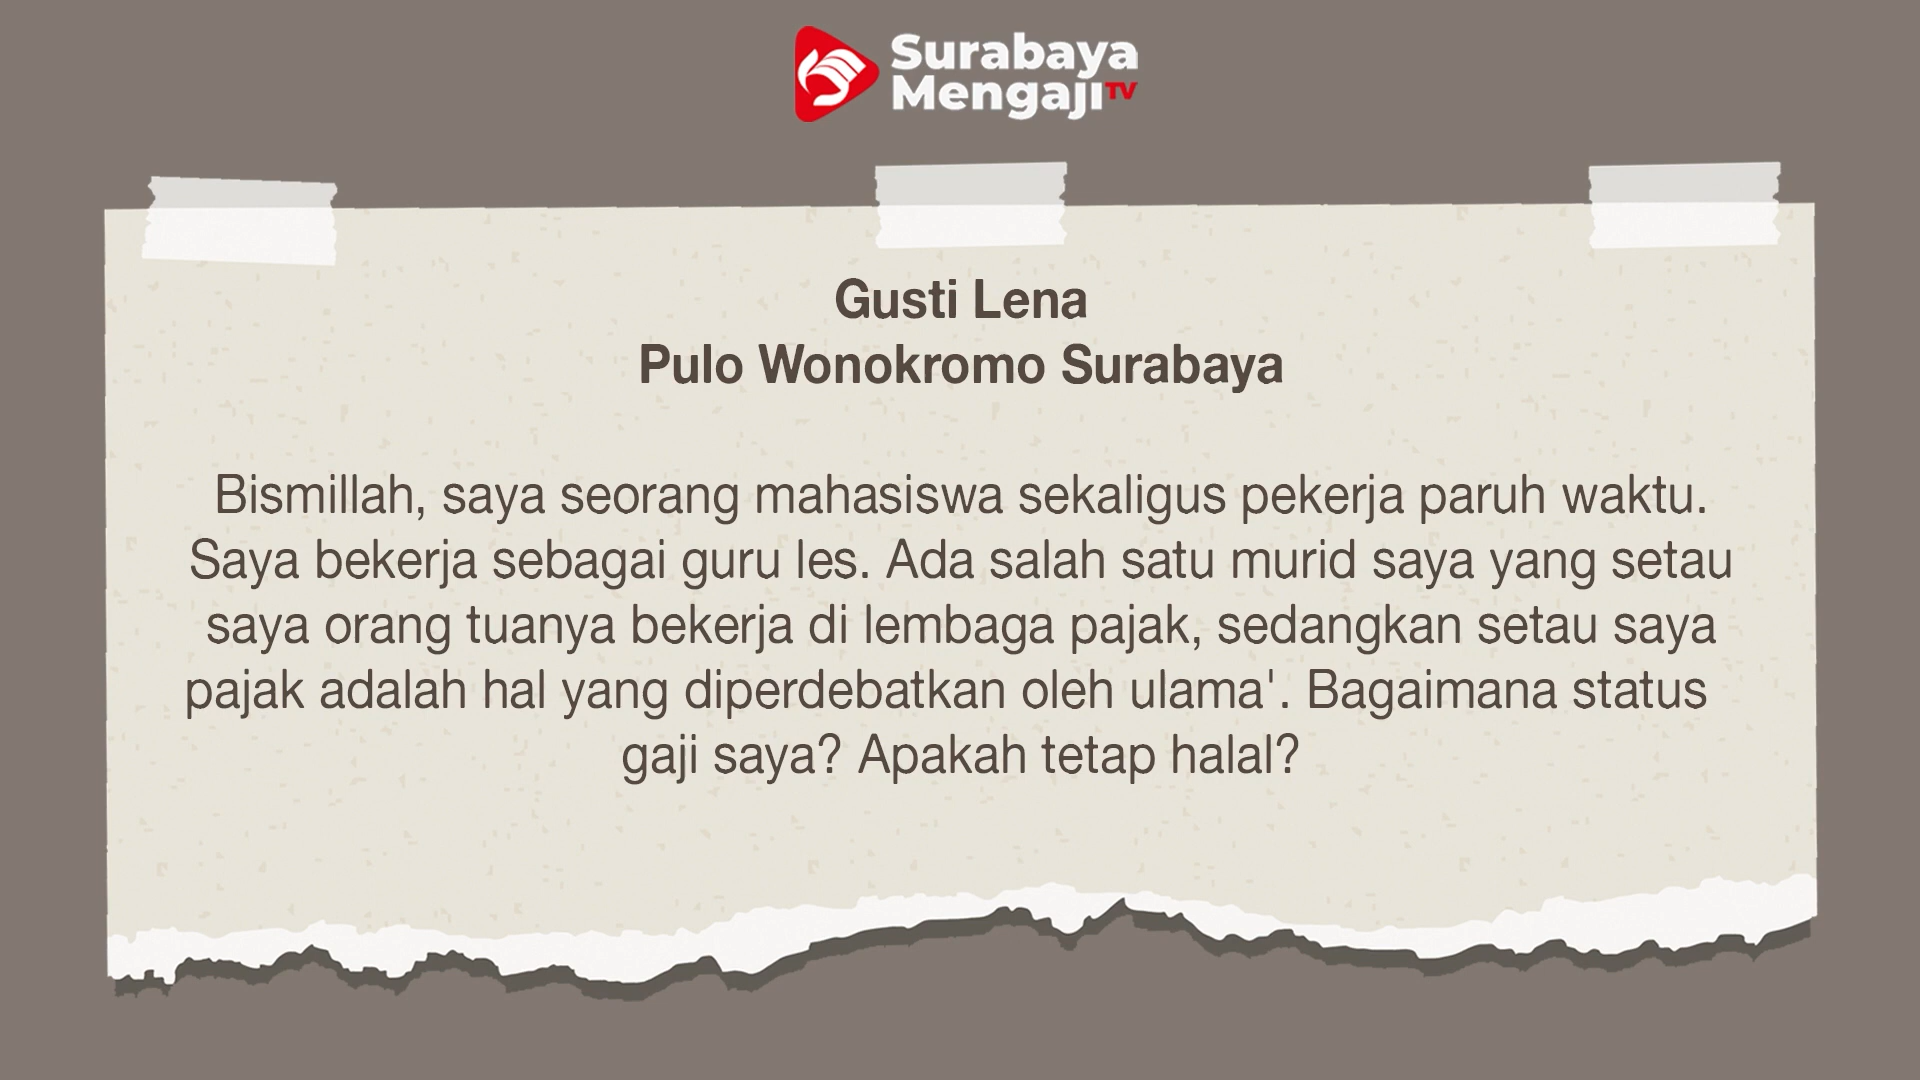 Surabaya
MengajiTV
Gusti Lena
Pulo Wonokromo Surabaya
Bismillah, saya seorang mahasiswa sekaligus pekerja paruh waktu.
Saya bekerja sebagai guru les. Ada salah satu murid saya yang setau
saya orang tuanya bekerja di lembaga pajak, sedangkan setau saya
pajak adalah hal yang diperdebatkan oleh ulama'. Bagaimana status
gaji saya? Apakah tetap halal?